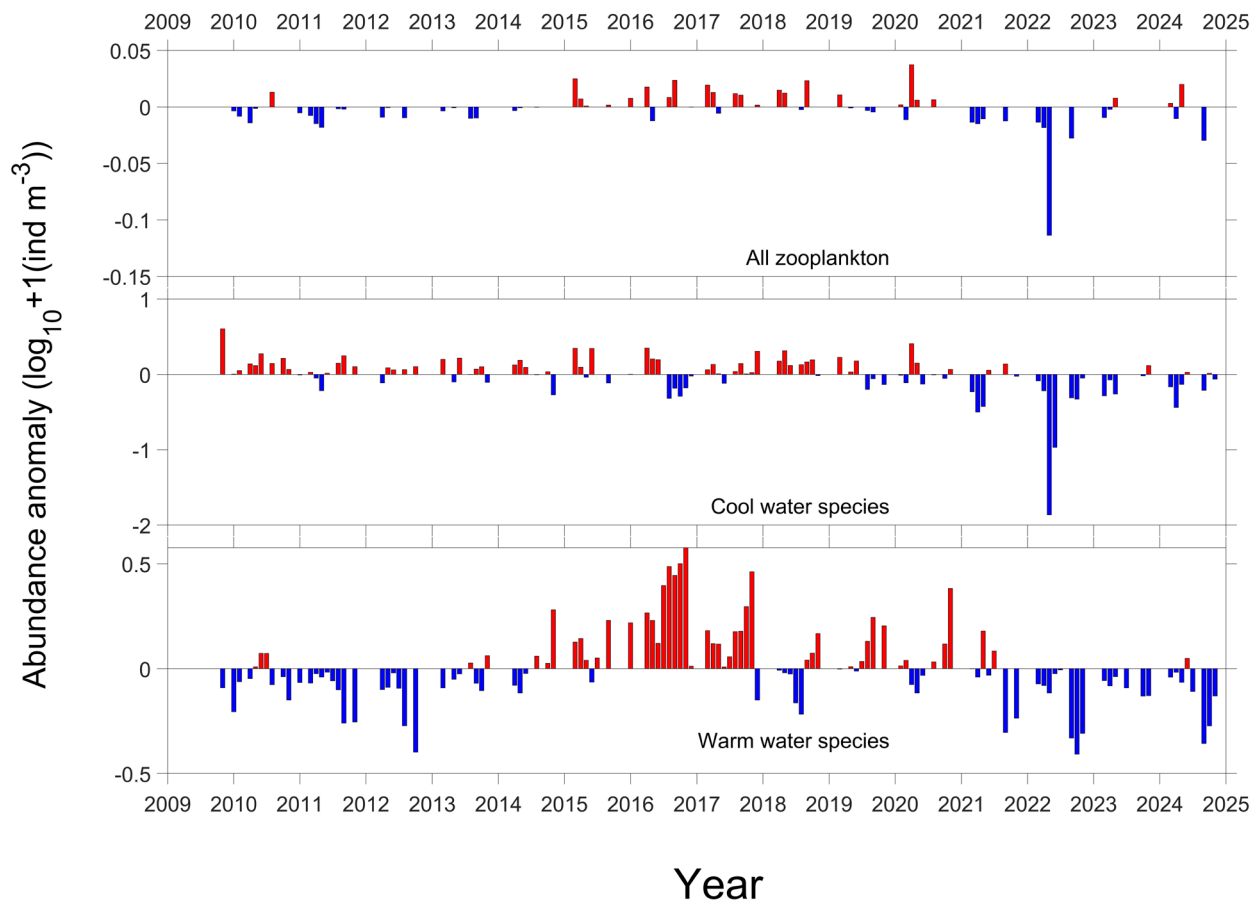 2009 2010 2011 2012 2013 2014 2015 2016 2017 2018 2019 2020 2021 2022 2023 2024 2025
0.05
0
-0.05
-0.1
-0.15
All zooplankton
1
0
-1
-2
Cool water species
0.5
0
-0.5
Warm water species
2009 2010 2011 2012 2013 2014 2015 2016 2017 2018 2019 2020 2021 2022 2023 2024 2025
Abundance anomaly (log10+1(ind m-3))
Year